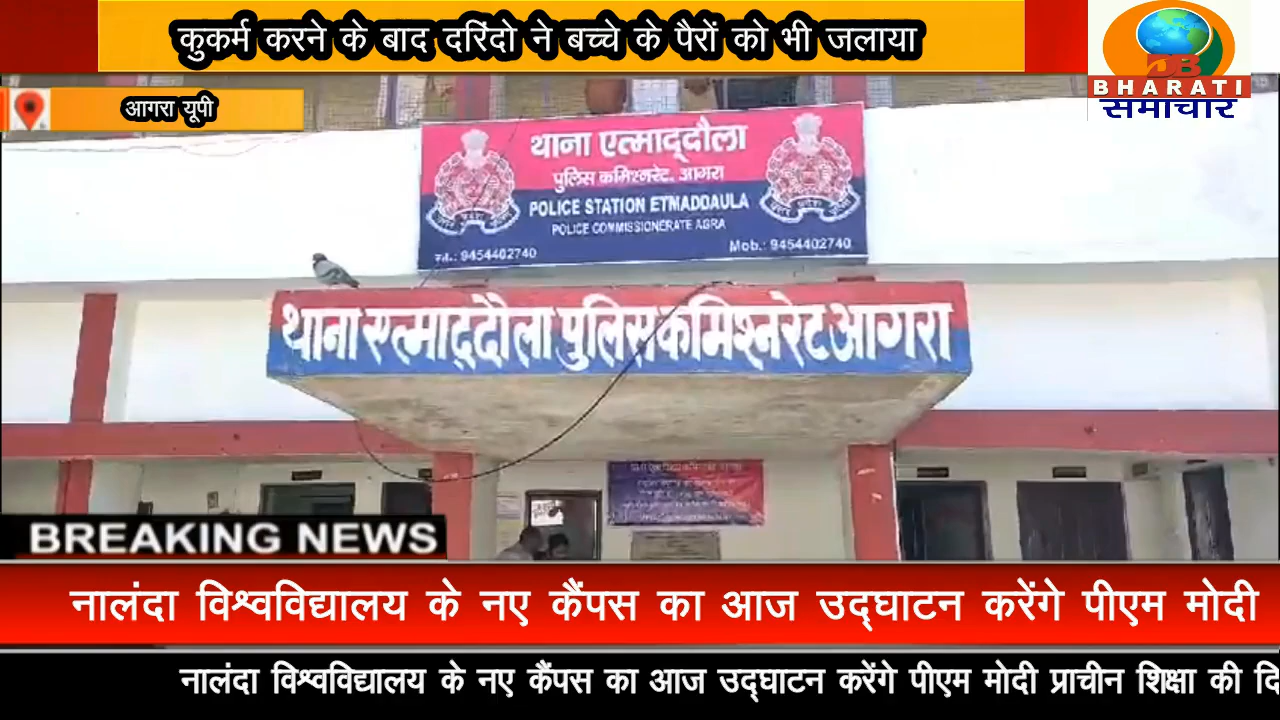 कुकर्म करने के बाद दरिंदो ने बच्चे के पैरों को भी जलाया
BHARATI
समाचार
आगरा यूपी
थाना एत्माद्दौला
पुलिस कमिश्नरेट, आगरा
POLICE STATION ETMADDAULA
POLICE COMMISSIONERATE AGRA
9454402740
Mob.: 9454402740
थाना एत्माद्दौला पुलिस कमिश्नरेट आगरा
BREAKING NEWS
नालंदा विश्वविद्यालय के नए कैंपस का आज उद्घाटन करेंगे पीएम मोदी
नालंदा विश्वविद्यालय के नए कैंपस का आज उद्घाटन करेंगे पीएम मोदी प्राचीन शिक्षा की